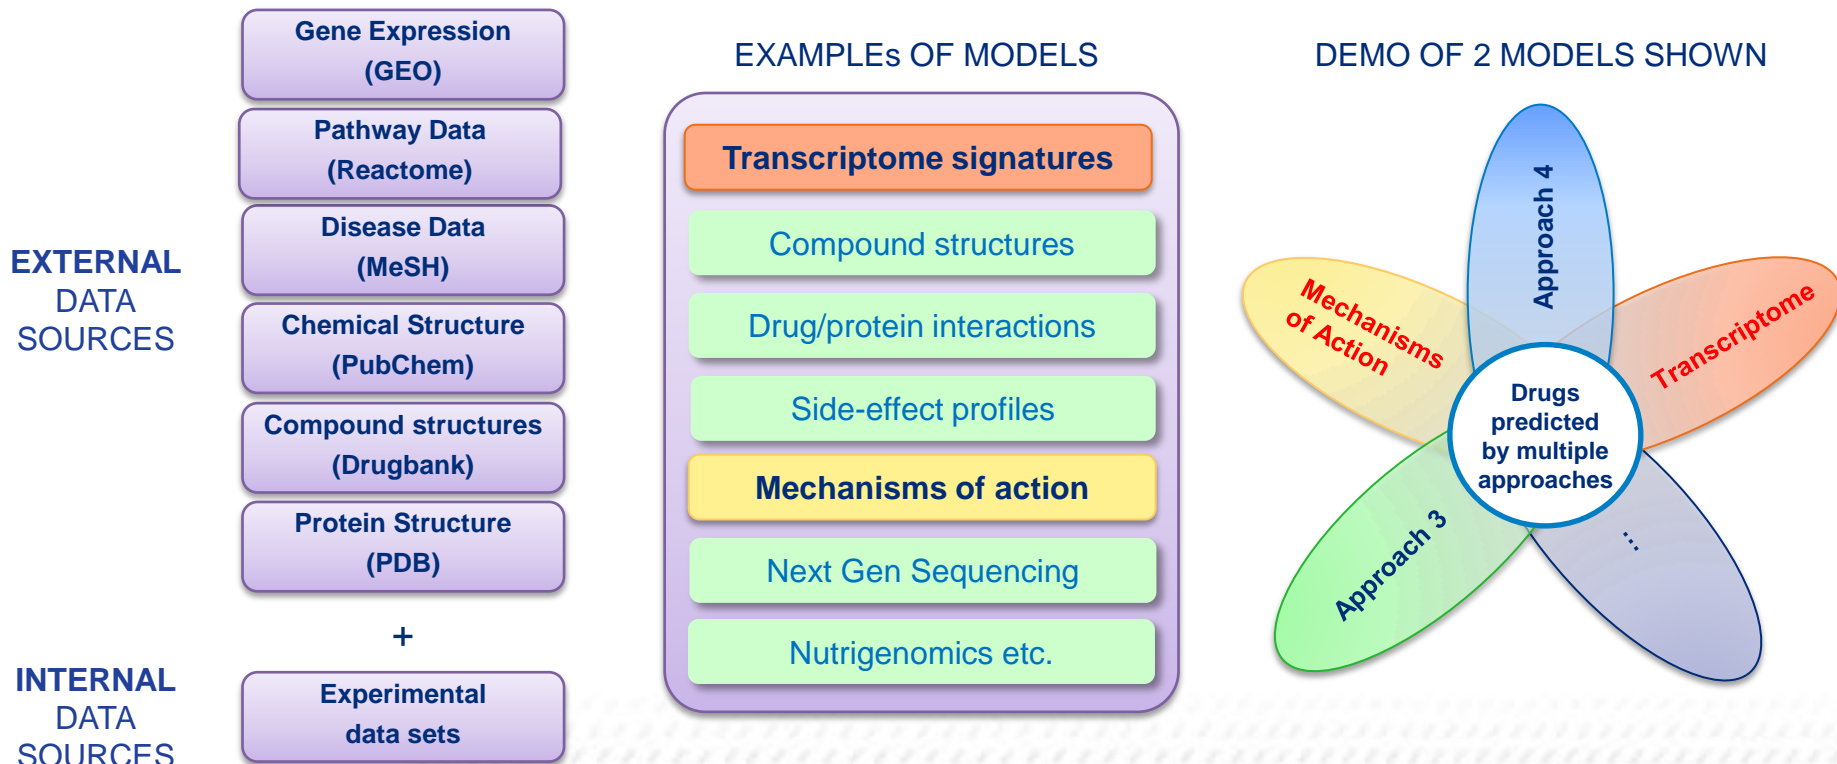 EXTERNAL
DATA
SOURCES
INTERNAL
DATA
SOURCES
Gene Expression
(GEO)
Pathway Data
(Reactome)
Disease Data
(MeSH)
Chemical Structure
(PubChem)
Compound structures
(Drugbank)
Protein Structure
(PDB)
+
Experimental
data sets
EXAMPLEs OF MODELS
Transcriptome signatures
Compound structures
Drug/protein interactions
Side-effect profiles
Mechanisms of action
Next Gen Sequencing
Nutrigenomics etc.
DEMO OF 2 MODELS SHOWN
Approach 4
Mechanisms
of Action
Transcriptome
Drugs
predicted
by multiple
approaches
Approach 3
...